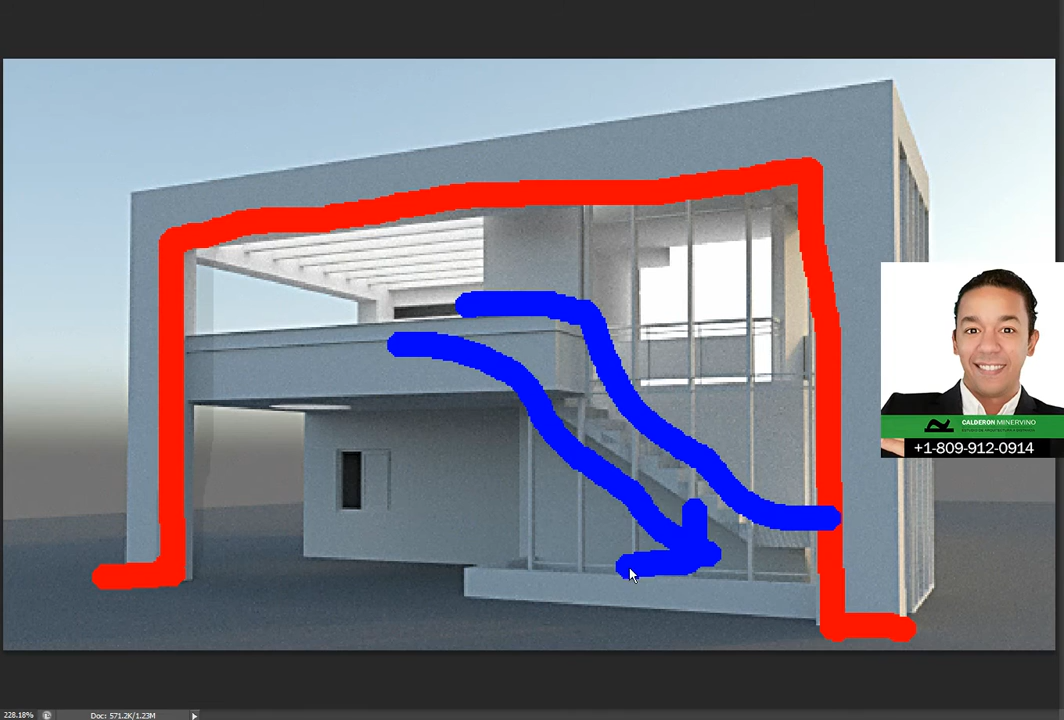 CALDERON MINERVINO
+1-809-912-0914
228.18%
Doc: 571.2K/1.23M